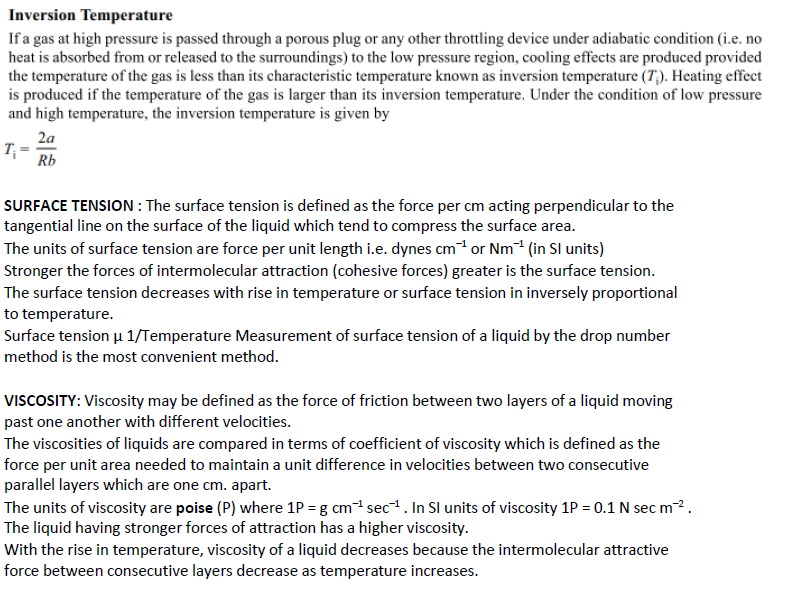 Inversion Temperature
If a gas at high pressure is passed through a porous plug or any other throttling device under adiabatic condition (i.e. no
heat is absorbed from or released to the surroundings) to the low pressure region, cooling effects are produced provided
the temperature of the gas is less than its characteristic temperature known as inversion temperature (Tᵢ). Heating effect
is produced if the temperature of the gas is larger than its inversion temperature. Under the condition of low pressure
and high temperature, the inversion temperature is given by
Tᵢ = 2a / Rb
SURFACE TENSION : The surface tension is defined as the force per cm acting perpendicular to the
tangential line on the surface of the liquid which tend to compress the surface area.
The units of surface tension are force per unit length i.e. dynes cm⁻¹ or Nm⁻¹ (in SI units)
Stronger the forces of intermolecular attraction (cohesive forces) greater is the surface tension.
The surface tension decreases with rise in temperature or surface tension in inversely proportional
to temperature.
Surface tension µ 1/Temperature Measurement of surface tension of a liquid by the drop number
method is the most convenient method.
VISCOSITY: Viscosity may be defined as the force of friction between two layers of a liquid moving
past one another with different velocities.
The viscosities of liquids are compared in terms of coefficient of viscosity which is defined as the
force per unit area needed to maintain a unit difference in velocities between two consecutive
parallel layers which are one cm. apart.
The units of viscosity are poise (P) where 1P = g cm⁻¹ sec⁻¹ . In SI units of viscosity 1P = 0.1 N sec m⁻² .
The liquid having stronger forces of attraction has a higher viscosity.
With the rise in temperature, viscosity of a liquid decreases because the intermolecular attractive
force between consecutive layers decrease as temperature increases.